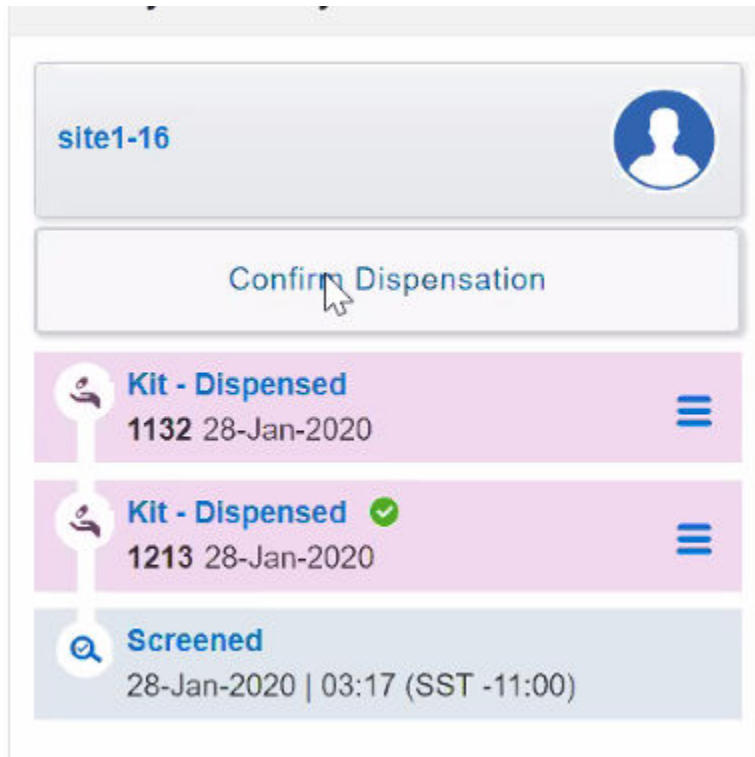 site1-16
Confirm Dispensation
Kit - Dispensed
1132 28-Jan-2020
Kit - Dispensed
1213 28-Jan-2020
Screened
28-Jan-2020 | 03:17 (SST -11:00)